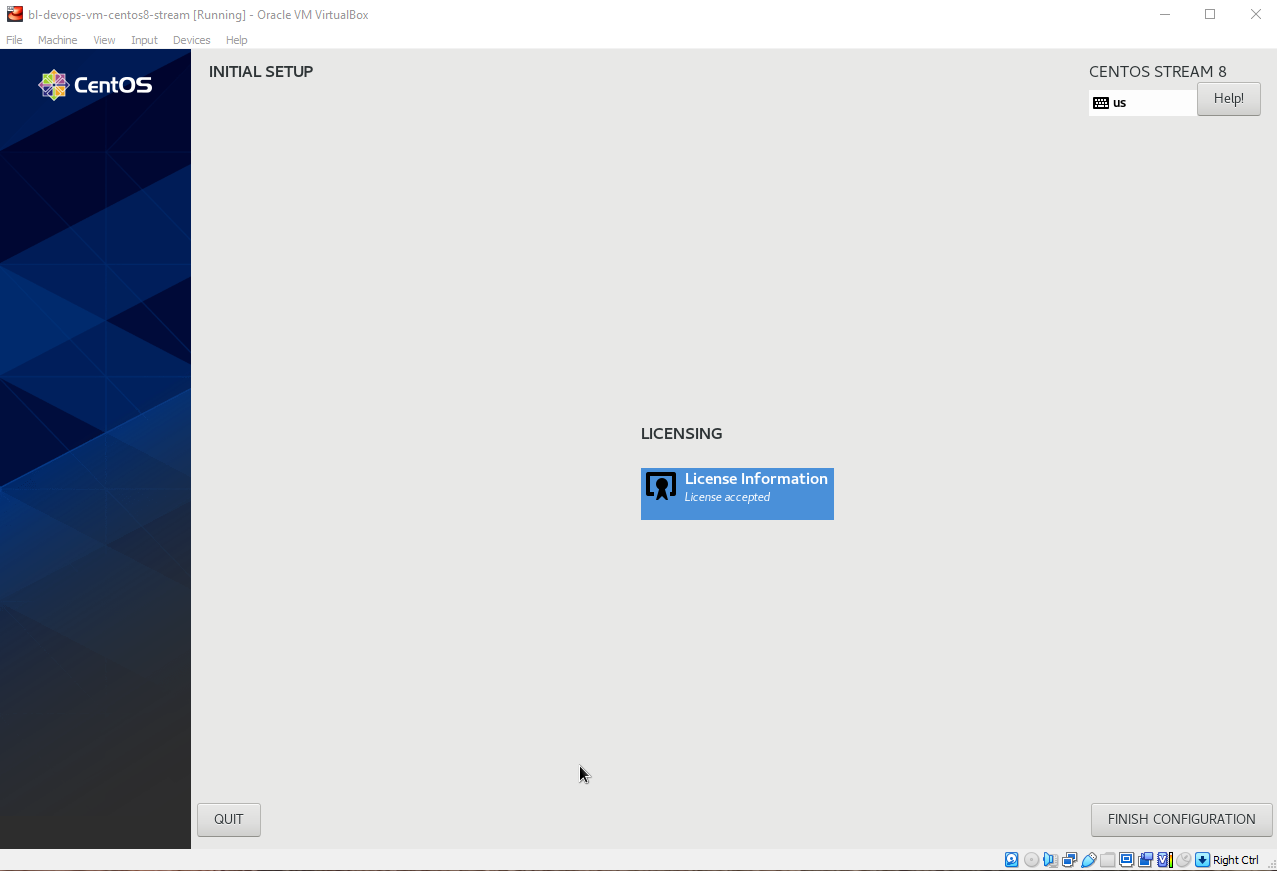 bl-devops-vm-centos8-stream [Running] - Oracle VM VirtualBox
File Machine View Input Devices Help
CentOS
INITIAL SETUP
CENTOS STREAM 8
us
Help!
LICENSING
License Information
License accepted
QUIT
FINISH CONFIGURATION
Right Ctrl